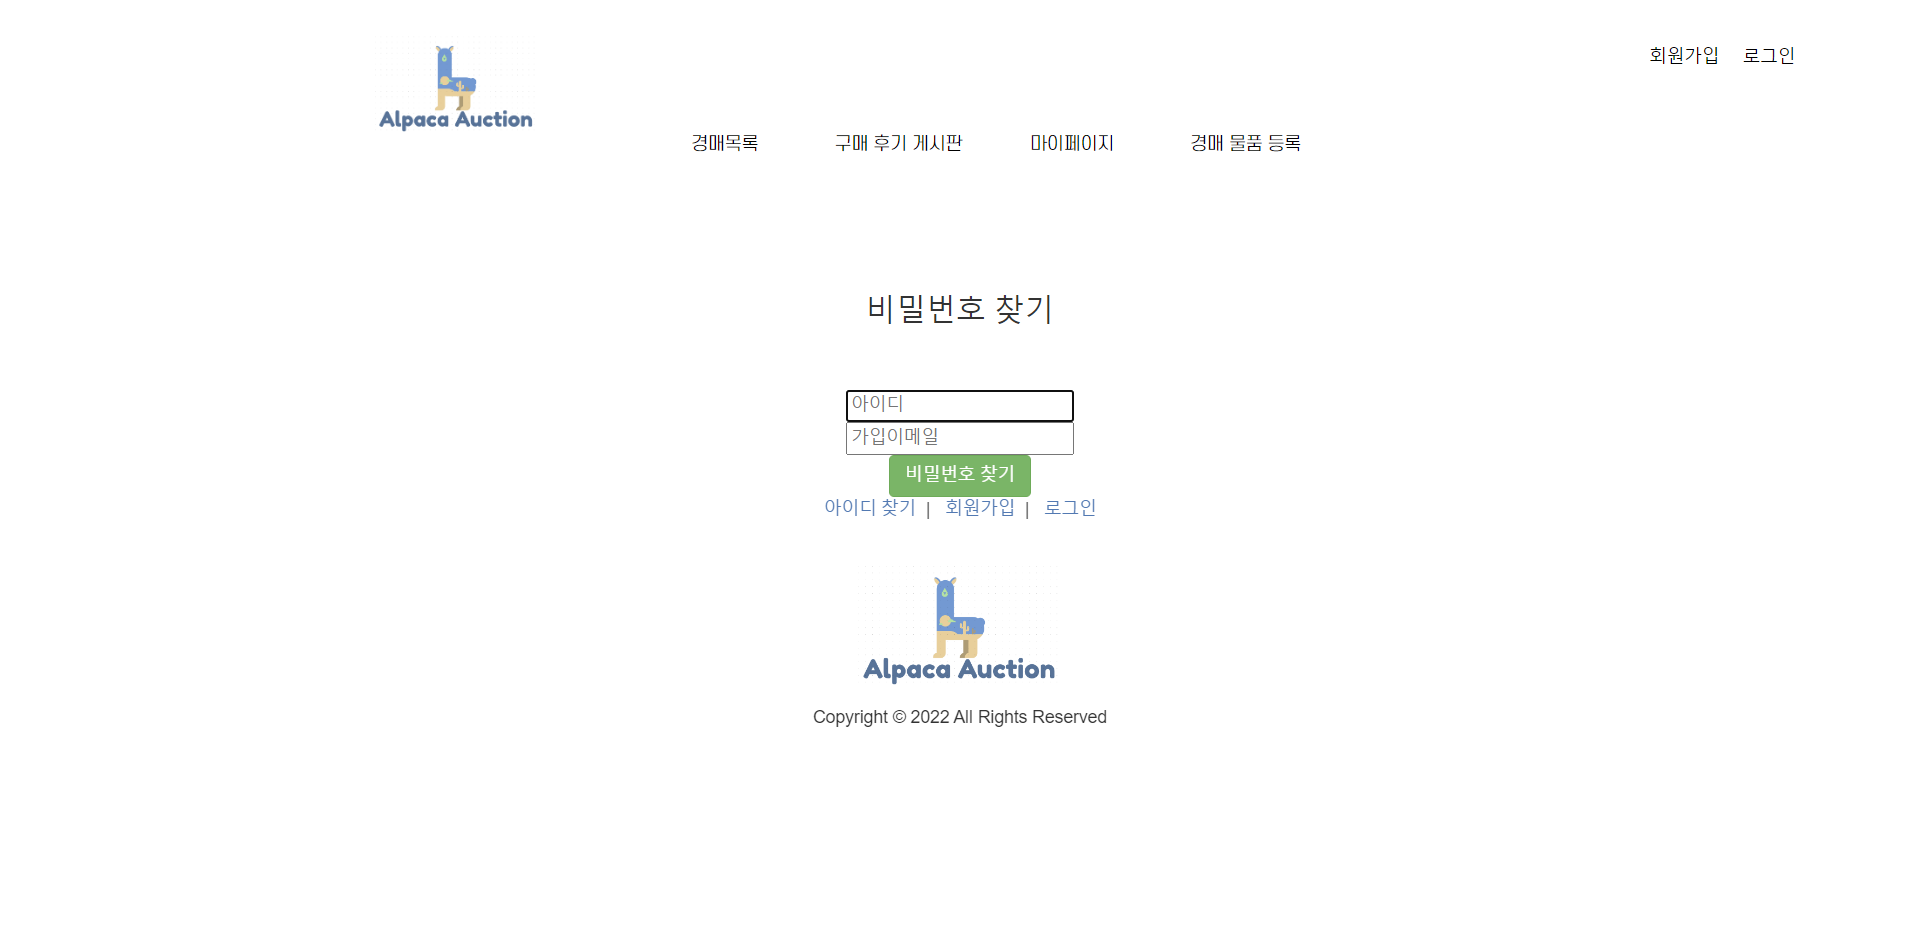 회원가입 로그인
Alpaca Auction
경매목록 구매 후기 게시판 마이페이지 경매 물품 등록
비밀번호 찾기
아이디
가입이메일
비밀번호 찾기
아이디 찾기 | 회원가입 | 로그인
Alpaca Auction
Copyright © 2022 All Rights Reserved